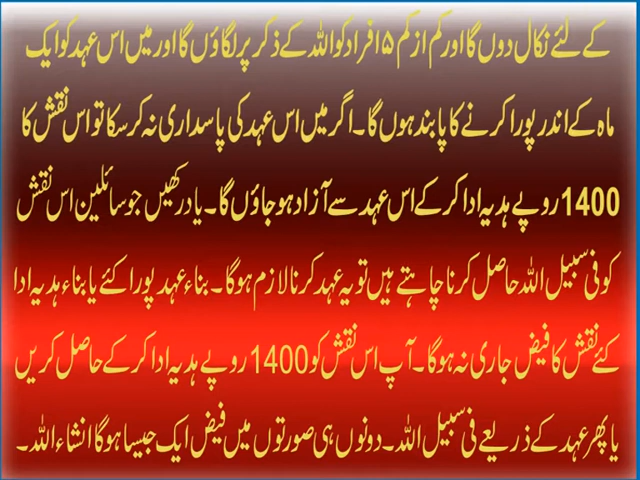 کے لئے نکال دوں گا اور کم از کم ۱۵ افراد کو اللہ کے ذکر پر لگاؤں گا اور میں اس عہد کو ایک
ماہ کے اندر پورا کرنے کا پابند ہوں گا۔ اگر میں اس عہد کی پاسداری نہ کر سکا تو اس نقش کا
1400 روپے ہدیہ ادا کر کے اس عہد سے آزاد ہو جاؤں گا۔ یاد رکھیں جو سائلین اس نقش
کو فی سبیل اللہ حاصل کرنا چاہتے ہیں تو یہ عہد کرنا لازم ہوگا۔ بناء عہد پورا کئے یا بناء ہدیہ ادا
کئے نقش کا فیض جاری نہ ہوگا۔ آپ اس نقش کو 1400 روپے ہدیہ ادا کر کے حاصل کریں
یا پھر عہد کے ذریعے فی سبیل اللہ۔ دونوں ہی صورتوں میں فیض ایک جیسا ہوگا انشاء اللہ۔